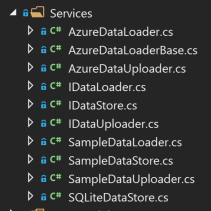 Services
C# AzureDataLoader.cs
C# AzureDataLoaderBase.cs
C# AzureDataUploader.cs
C# IDataLoader.cs
C# IDataStore.cs
C# IDataUploader.cs
C# SampleDataLoader.cs
C# SampleDataStore.cs
C# SampleDataUploader.cs
C# SQLiteDataStore.cs